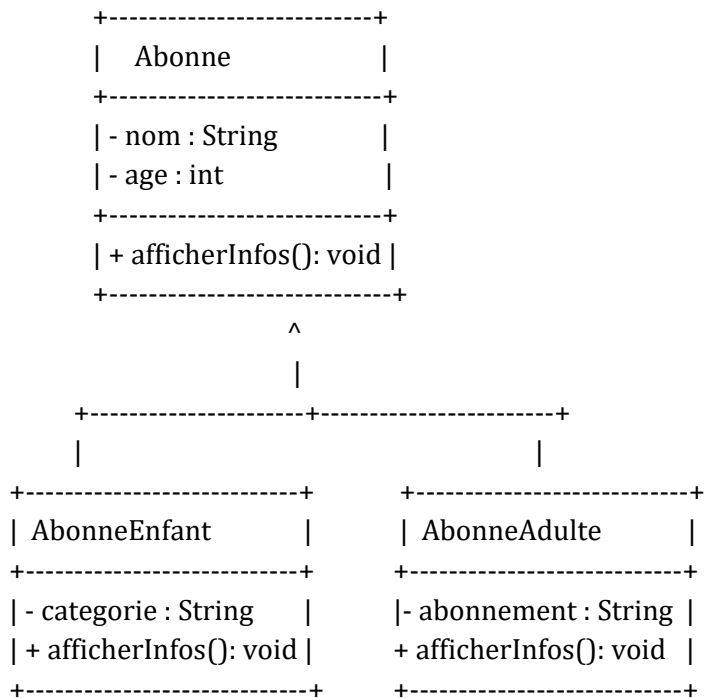 +---------------------------+
| Abonne |
+----------------------------+
| - nom : String |
| - age : int |
+----------------------------+
| + afficherInfos(): void |
+-----------------------------+
^
|
+----------------------+------------------------+
| |
+----------------------------+ +----------------------------+
| AbonneEnfant | | AbonneAdulte |
+----------------------------+ +----------------------------+
| - categorie : String | |- abonnement : String |
| + afficherInfos(): void | + afficherInfos(): void |
+-----------------------------+ +----------------------------+